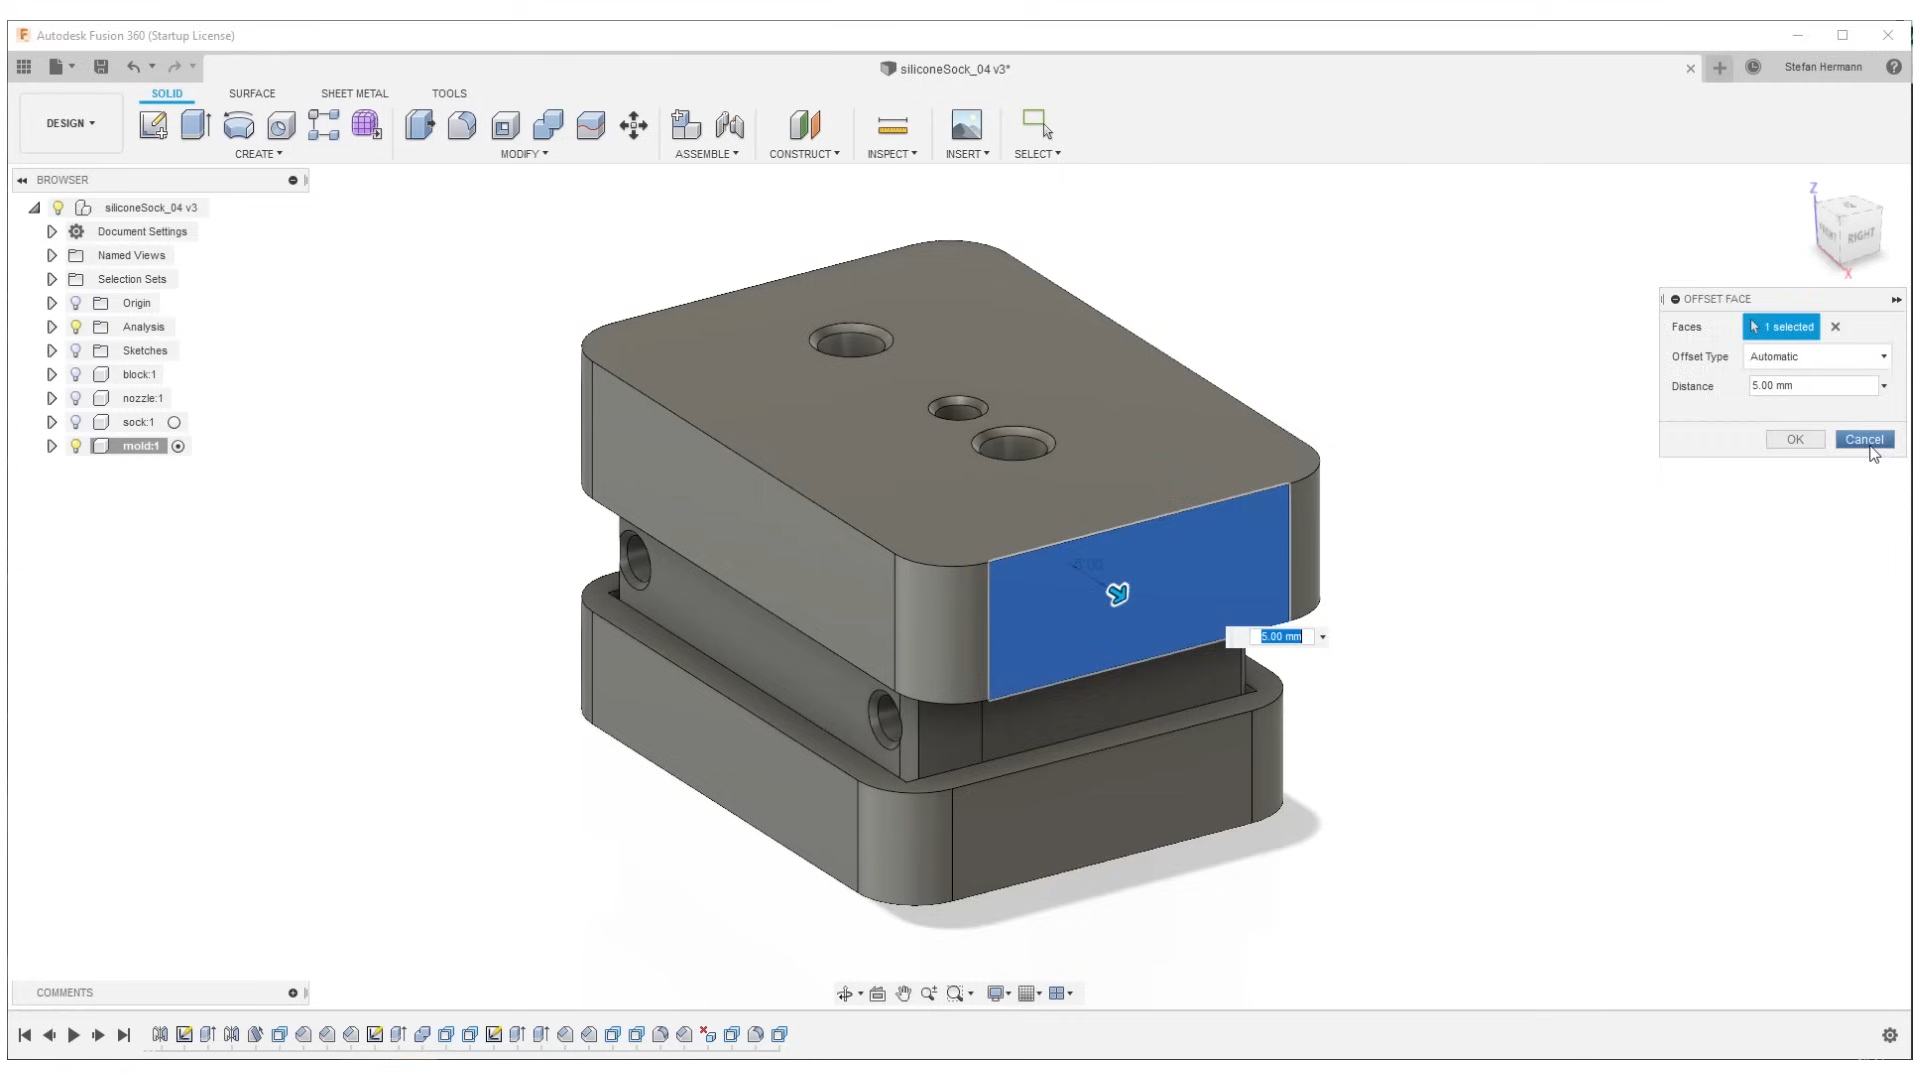 Autodesk Fusion 360 (Startup License)
siliconeSock_04 v3*
Stefan Hermann
DESIGN
SOLID
SURFACE
SHEET METAL
TOOLS
CREATE
MODIFY
ASSEMBLE
CONSTRUCT
INSPECT
INSERT
SELECT
BROWSER
siliconeSock_04 v3
Document Settings
Named Views
Selection Sets
Origin
Analysis
Sketches
block:1
nozzle:1
sock:1
mold:1
Z
FRONT
RIGHT
X
OFFSET FACE
Faces
1 selected
Offset Type
Automatic
Distance
5.00 mm
OK
Cancel
5.00
5.00 mm
COMMENTS